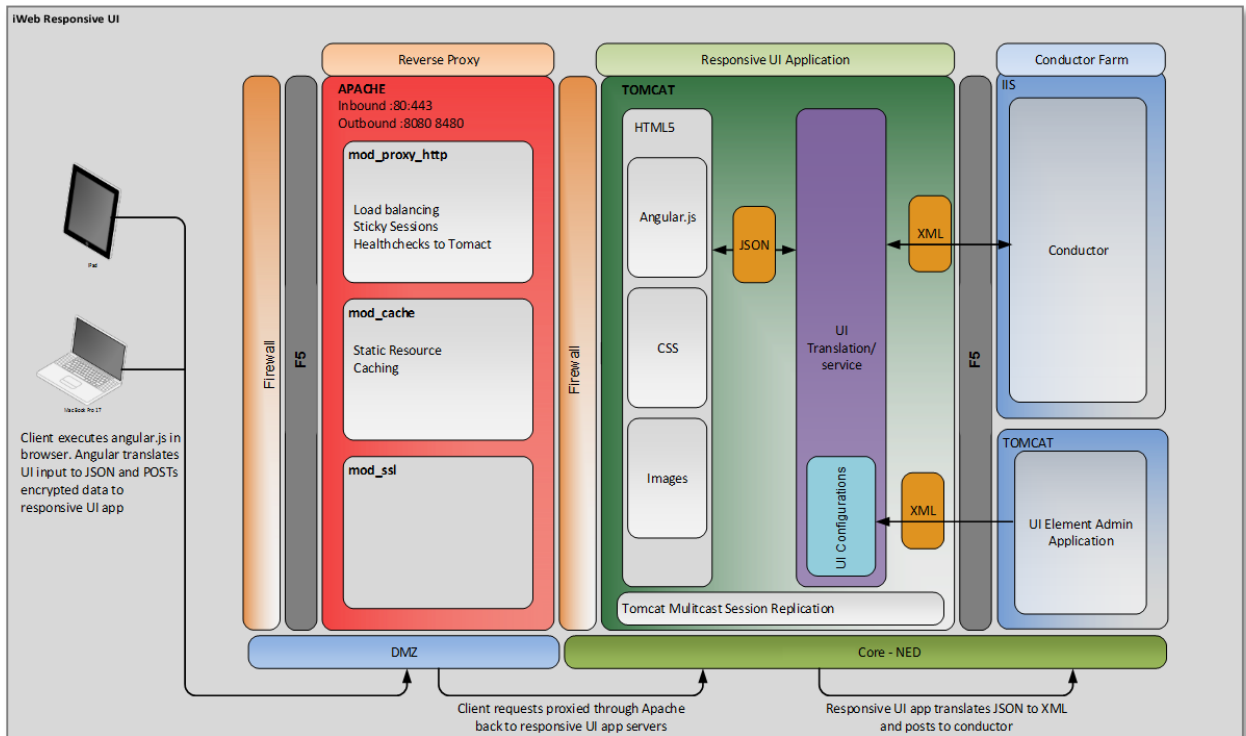 iWeb Responsive UI
Reverse Proxy
Responsive UI Application
Conductor Farm
Firewall
F5
APACHE
Inbound :80:443
Outbound :8080 8480
mod_proxy_http
Load balancing
Sticky Sessions
Healthchecks to Tomact
mod_cache
Static Resource
Caching
mod_ssl
Firewall
TOMCAT
HTML5
Angular.js
CSS
Images
JSON
UI
Translation/
service
UI Configurations
XML
XML
Tomcat Mulitcast Session Replication
F5
IIS
Conductor
TOMCAT
UI Element Admin
Application
iPad
MacBook Pro 17
Client executes angular.js in
browser. Angular translates
UI input to JSON and POSTs
encrypted data to
responsive UI app
DMZ
Core - NED
Client requests proxied through Apache
back to responsive UI app servers
Responsive UI app translates JSON to XML
and posts to conductor